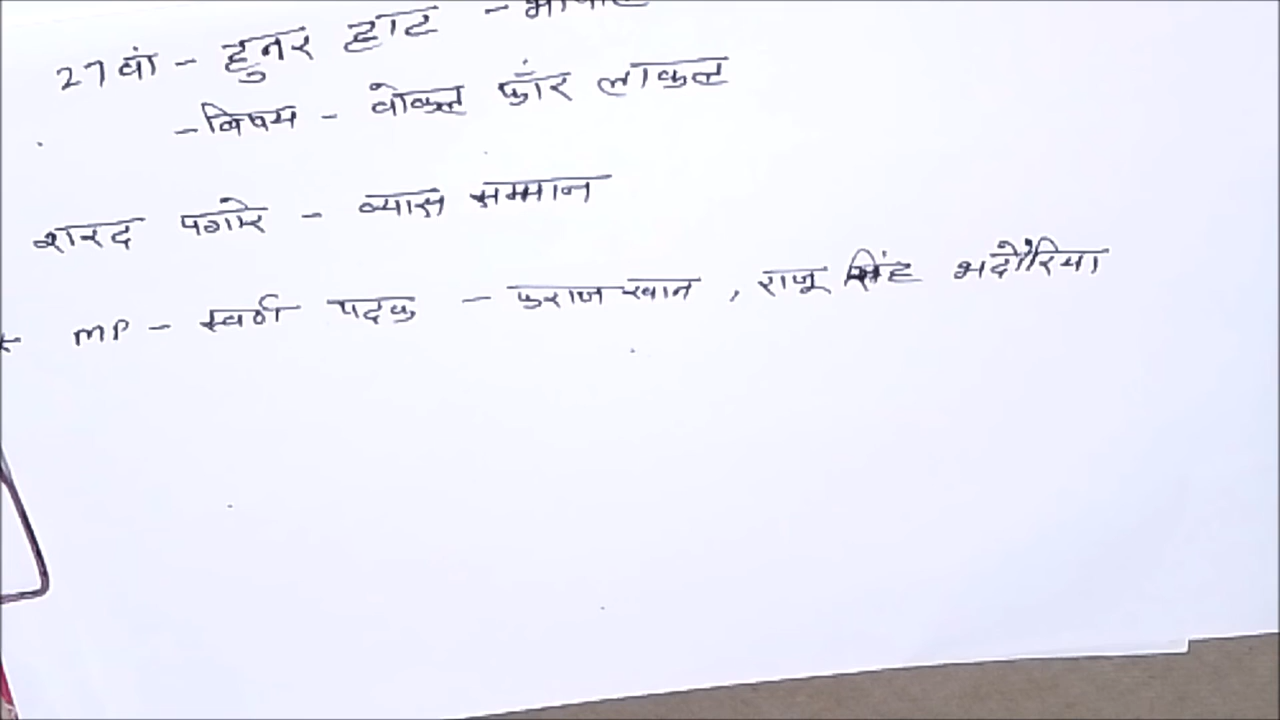 27वां - हुनर हाट -
- विषय - वोकल फॉर लोकल
शरद पगारे - व्यास सम्मान
* MP - स्वर्ण पदक - फराज खान, राजू सिंह भदौरिया